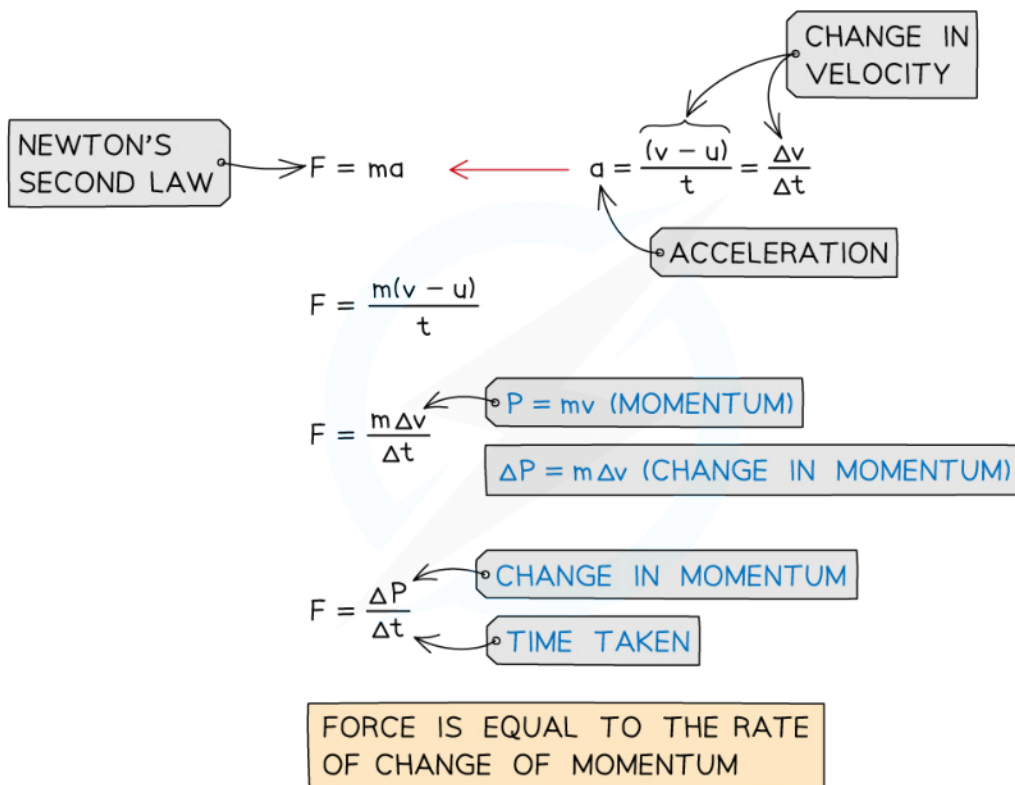 CHANGE IN
VELOCITY
NEWTON'S
SECOND LAW
F = ma
a = (v – u)/t = Δv/Δt
ACCELERATION
F = m(v – u)/t
F = mΔv/Δt
P = mv (MOMENTUM)
ΔP = mΔv (CHANGE IN MOMENTUM)
F = ΔP/Δt
CHANGE IN MOMENTUM
TIME TAKEN
FORCE IS EQUAL TO THE RATE
OF CHANGE OF MOMENTUM